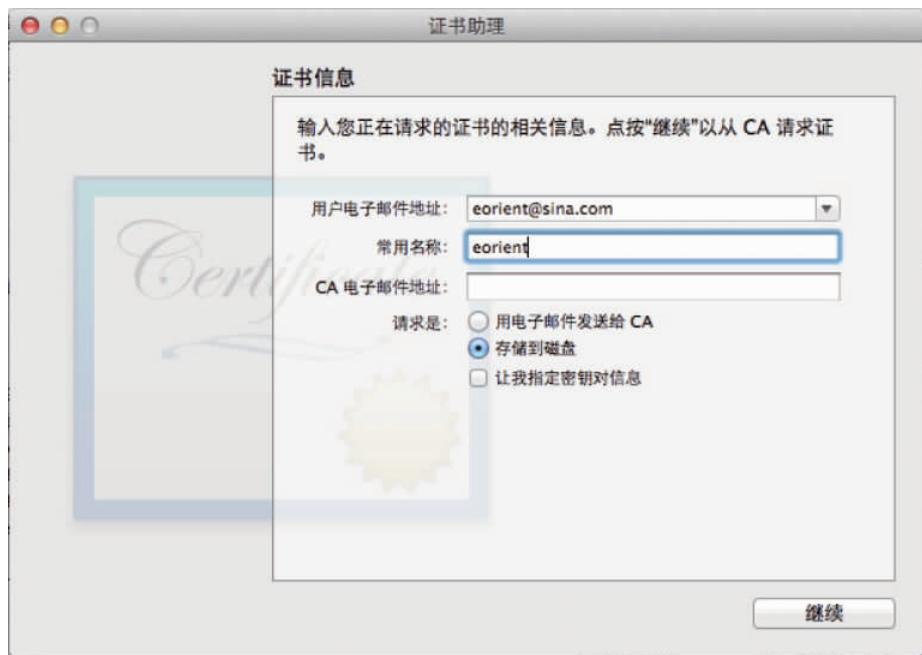 证书助理
证书信息
输入您正在请求的证书的相关信息。点按“继续”以从 CA 请求证
书。
用户电子邮件地址： eorient@sina.com
常用名称： eorient
CA 电子邮件地址：
请求是： 用电子邮件发送给 CA
存储到磁盘
让我指定密钥对信息
Certificate
继续